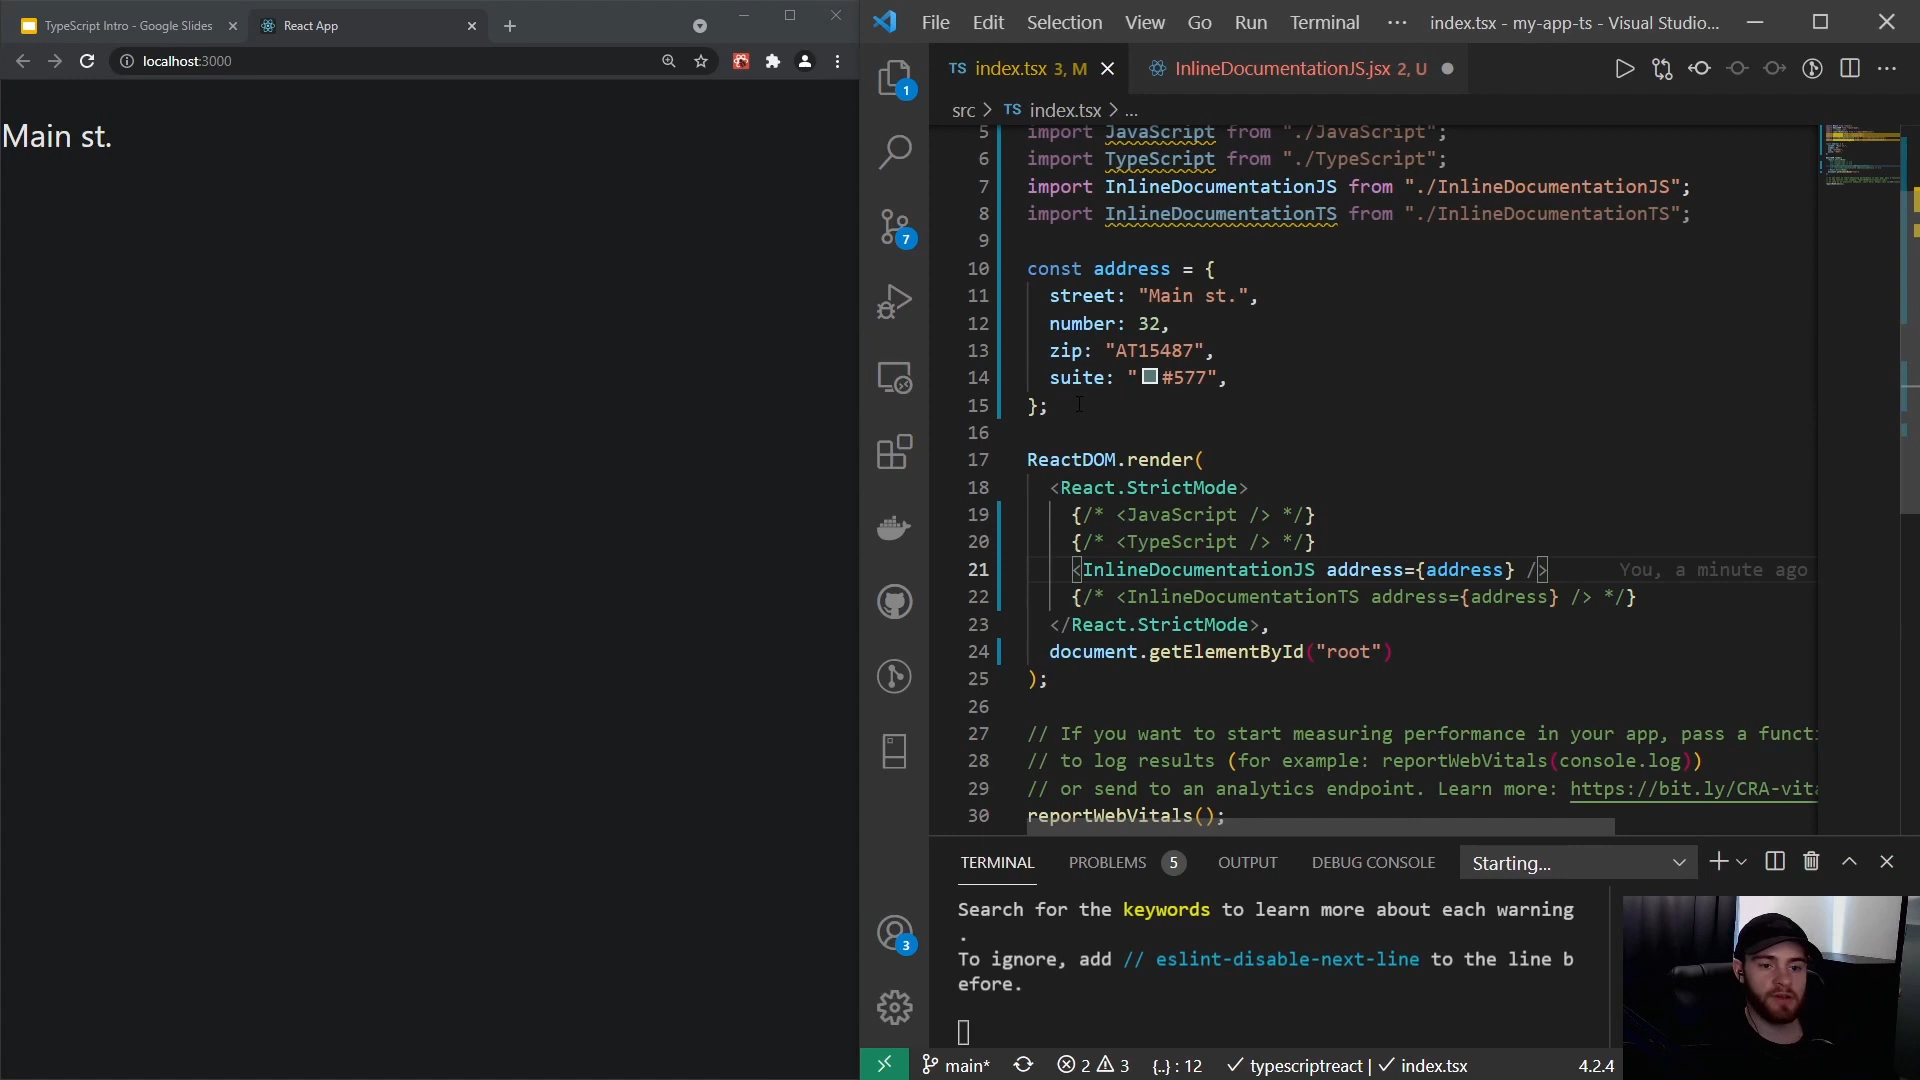 TypeScript Intro - Google Slides
React App
localhost:3000
Main st.
File Edit Selection View Go Run Terminal ··· index.tsx - my-app-ts - Visual Studio...
TS index.tsx 3, M
InlineDocumentationJS.jsx 2, U
src > TS index.tsx > ...
5 import JavaScript from "./JavaScript";
6 import TypeScript from "./TypeScript";
7 import InlineDocumentationJS from "./InlineDocumentationJS";
8 import InlineDocumentationTS from "./InlineDocumentationTS";
9
10 const address = {
11 street: "Main st.",
12 number: 32,
13 zip: "AT15487",
14 suite: "#577",
15 };
16
17 ReactDOM.render(
18 <React.StrictMode>
19 {/* <JavaScript /> */}
20 {/* <TypeScript /> */}
21 <InlineDocumentationJS address={address} /> You, a minute ago
22 {/* <InlineDocumentationTS address={address} /> */}
23 </React.StrictMode>,
24 document.getElementById("root")
25 );
26
27 // If you want to start measuring performance in your app, pass a functi
28 // to log results (for example: reportWebVitals(console.log))
29 // or send to an analytics endpoint. Learn more: https://bit.ly/CRA-vita
30 reportWebVitals();
1
7
3
TERMINAL PROBLEMS 5 OUTPUT DEBUG CONSOLE Starting...
Search for the keywords to learn more about each warning
.
To ignore, add // eslint-disable-next-line to the line b
efore.
main* 2 3 {..} : 12 typescriptreact | index.tsx 4.2.4